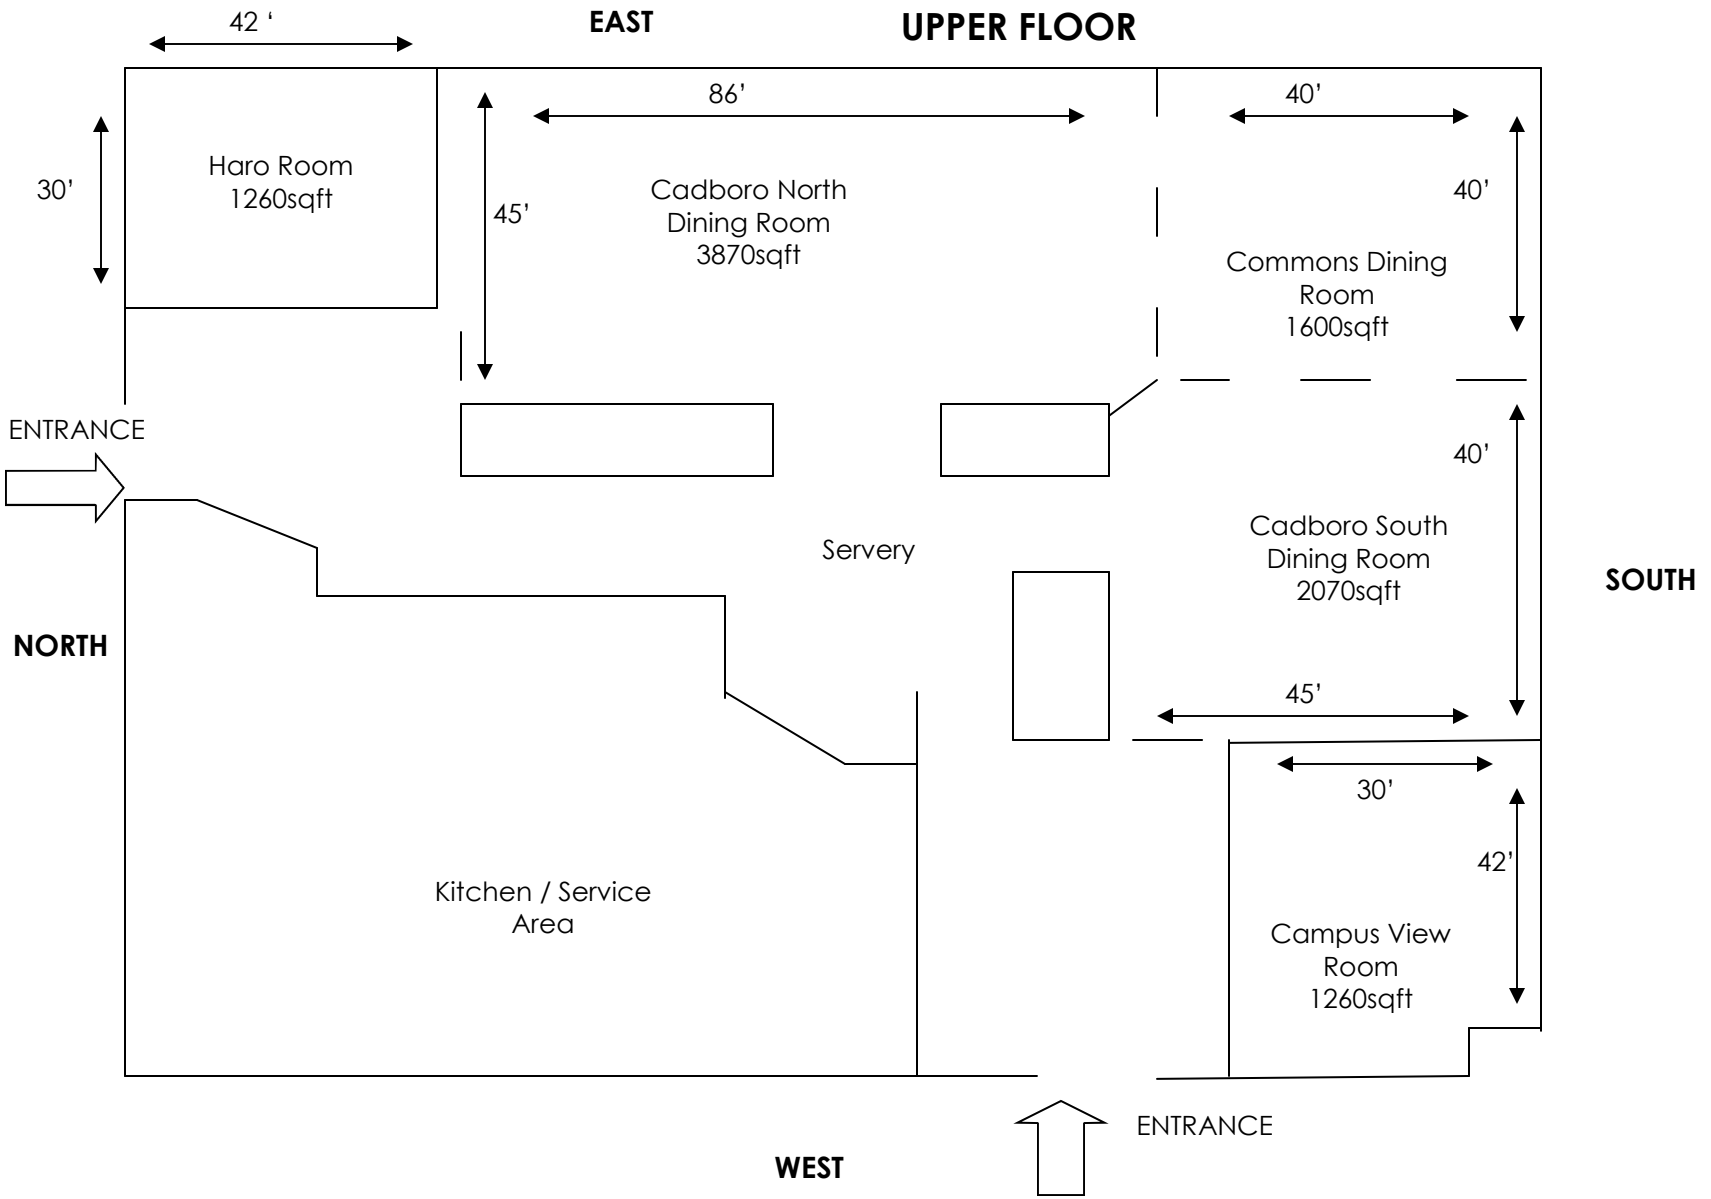 42 ‘
EAST
UPPER FLOOR
86’
40’
Haro Room
1260sqft
30’
45’
Cadboro North
Dining Room
3870sqft
40’
Commons Dining
Room
1600sqft
ENTRANCE
40’
Servery
Cadboro South
Dining Room
2070sqft
SOUTH
NORTH
45’
30’
42’
Kitchen / Service
Area
Campus View
Room
1260sqft
ENTRANCE
WEST